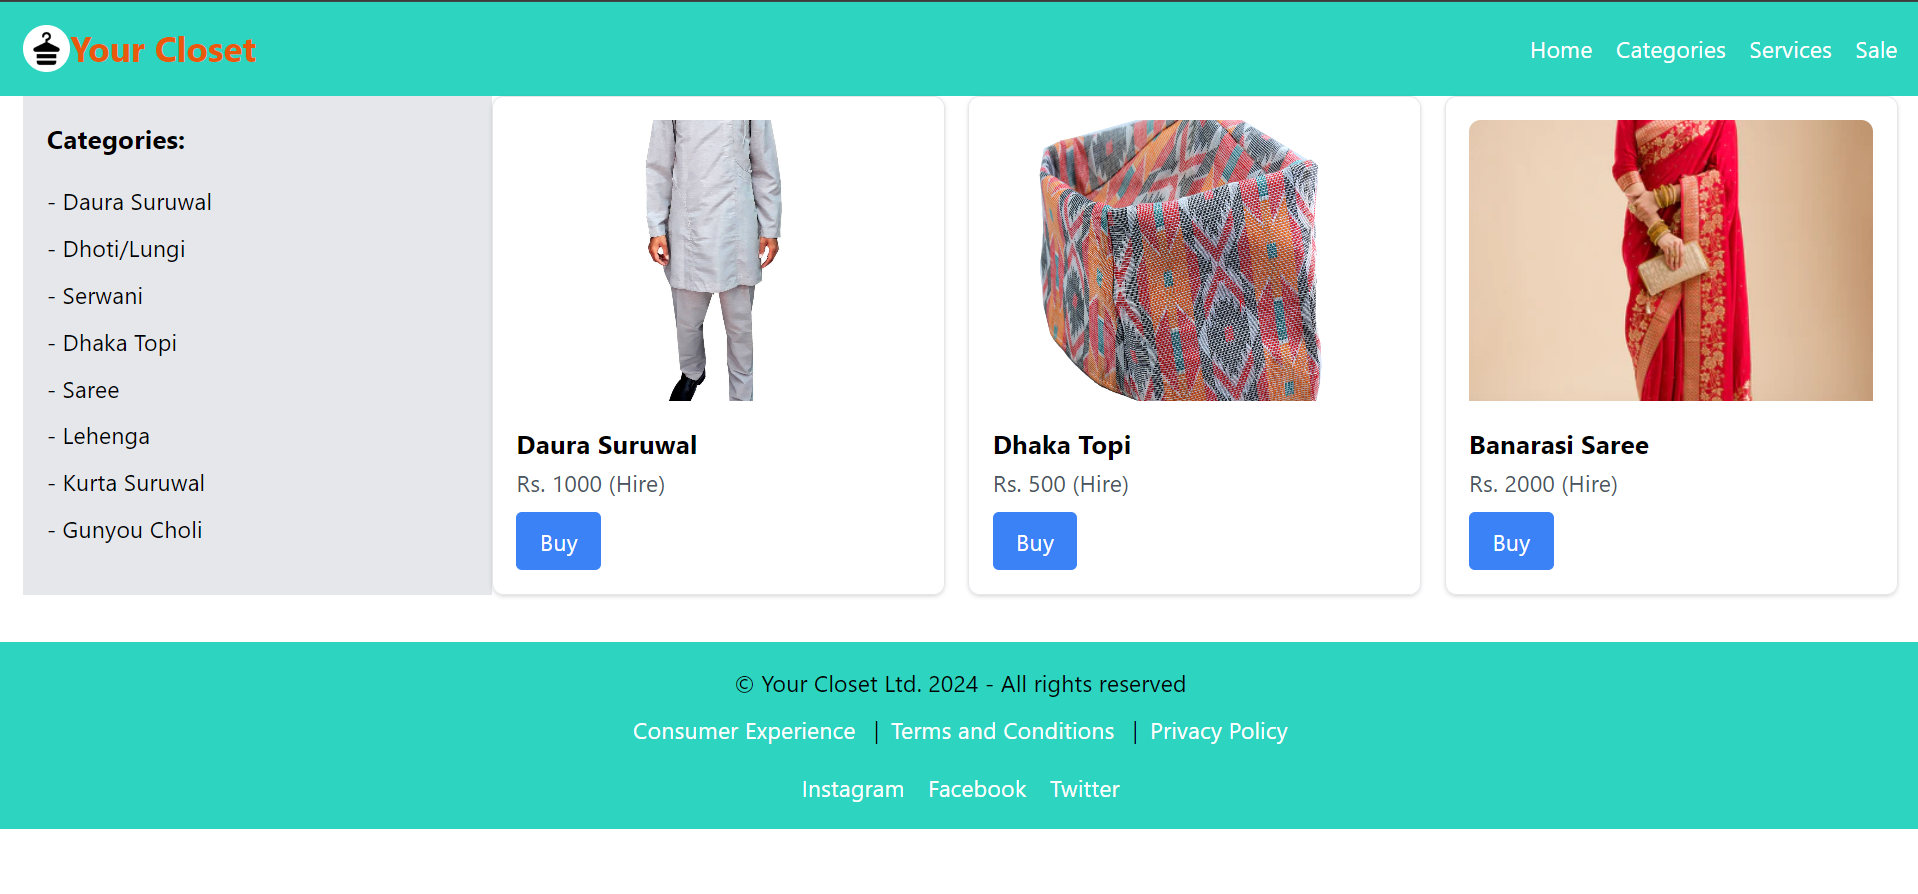 Your Closet
Home Categories Services Sale
Categories:
- Daura Suruwal
- Dhoti/Lungi
- Serwani
- Dhaka Topi
- Saree
- Lehenga
- Kurta Suruwal
- Gunyou Choli
Daura Suruwal
Rs. 1000 (Hire)
Buy
Dhaka Topi
Rs. 500 (Hire)
Buy
Banarasi Saree
Rs. 2000 (Hire)
Buy
© Your Closet Ltd. 2024 - All rights reserved
Consumer Experience | Terms and Conditions | Privacy Policy
Instagram Facebook Twitter